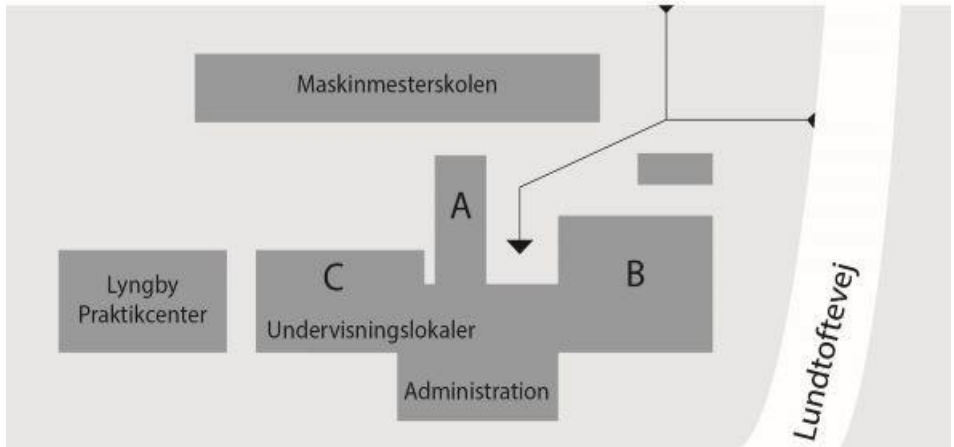 Maskinmesterskolen
A
B
C
Lyngby
Praktikcenter
Undervisningslokaler
Administration
Lundtoftevej